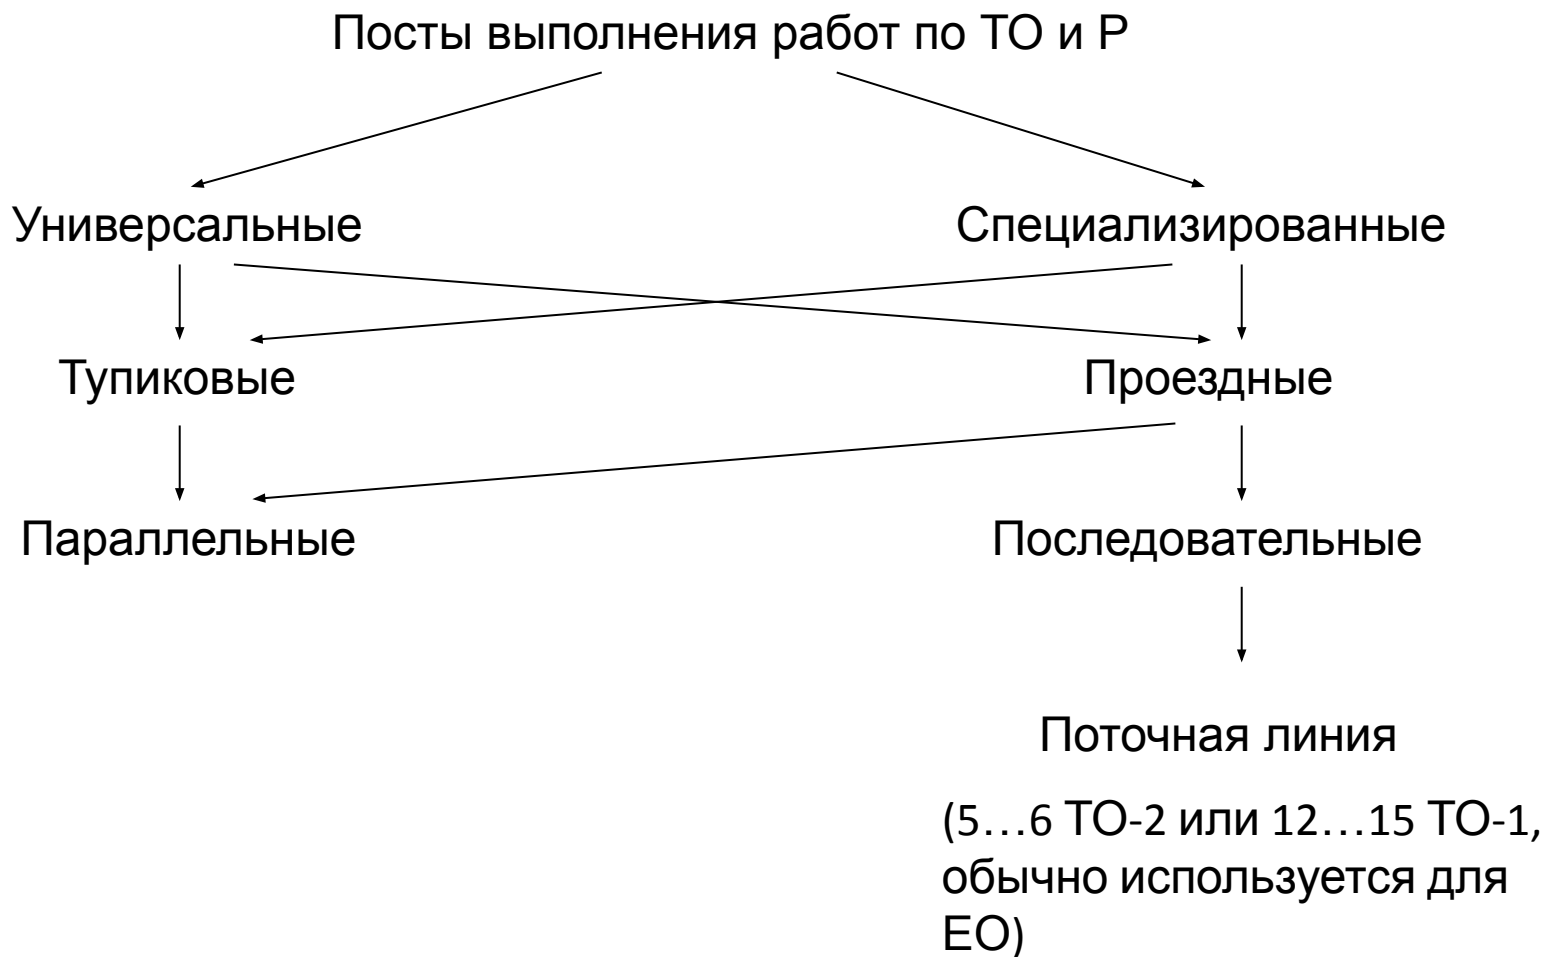 Посты выполнения работ по ТО и Р
Универсальные
Специализированные
Тупиковые
Проездные
Параллельные
Последовательные
Поточная линия
(5…6 ТО-2 или 12…15 ТО-1,
обычно используется для
ЕО)